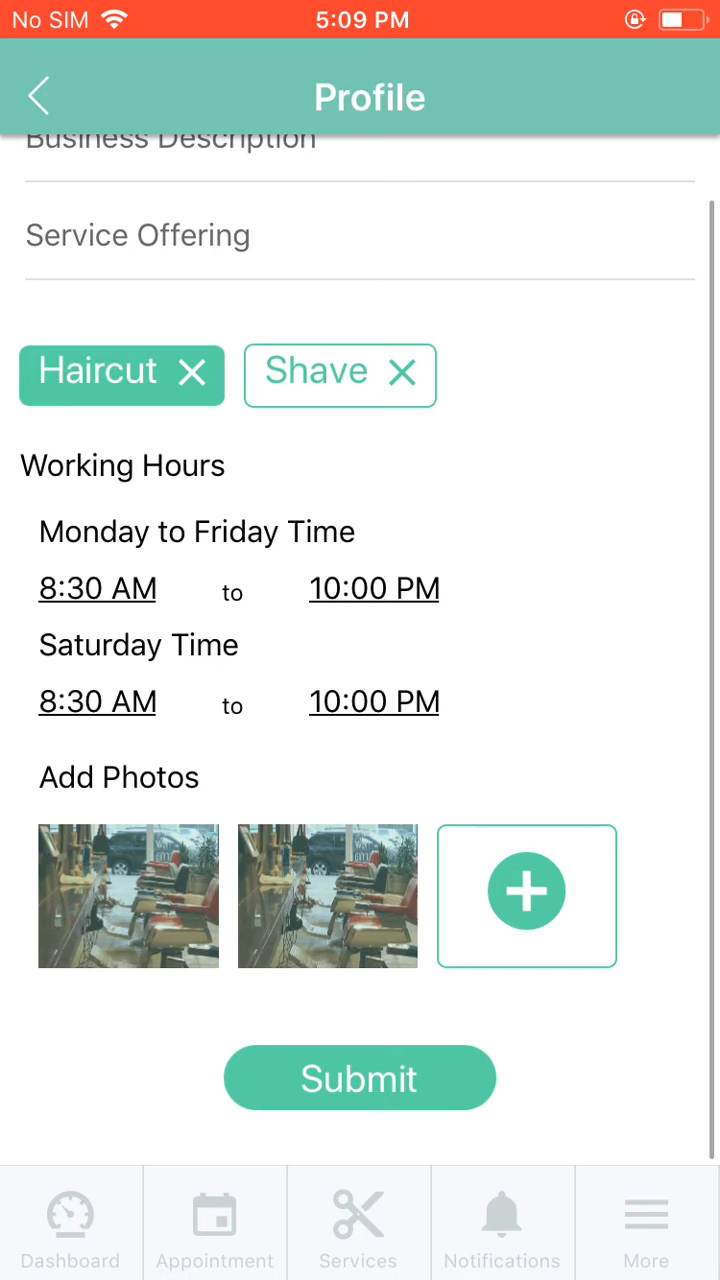 No SIM 5:09 PM
Profile
Business Description
Service Offering
Haircut Shave
Working Hours
Monday to Friday Time
8:30 AM to 10:00 PM
Saturday Time
8:30 AM to 10:00 PM
Add Photos
Submit
Dashboard Appointment Services Notifications More